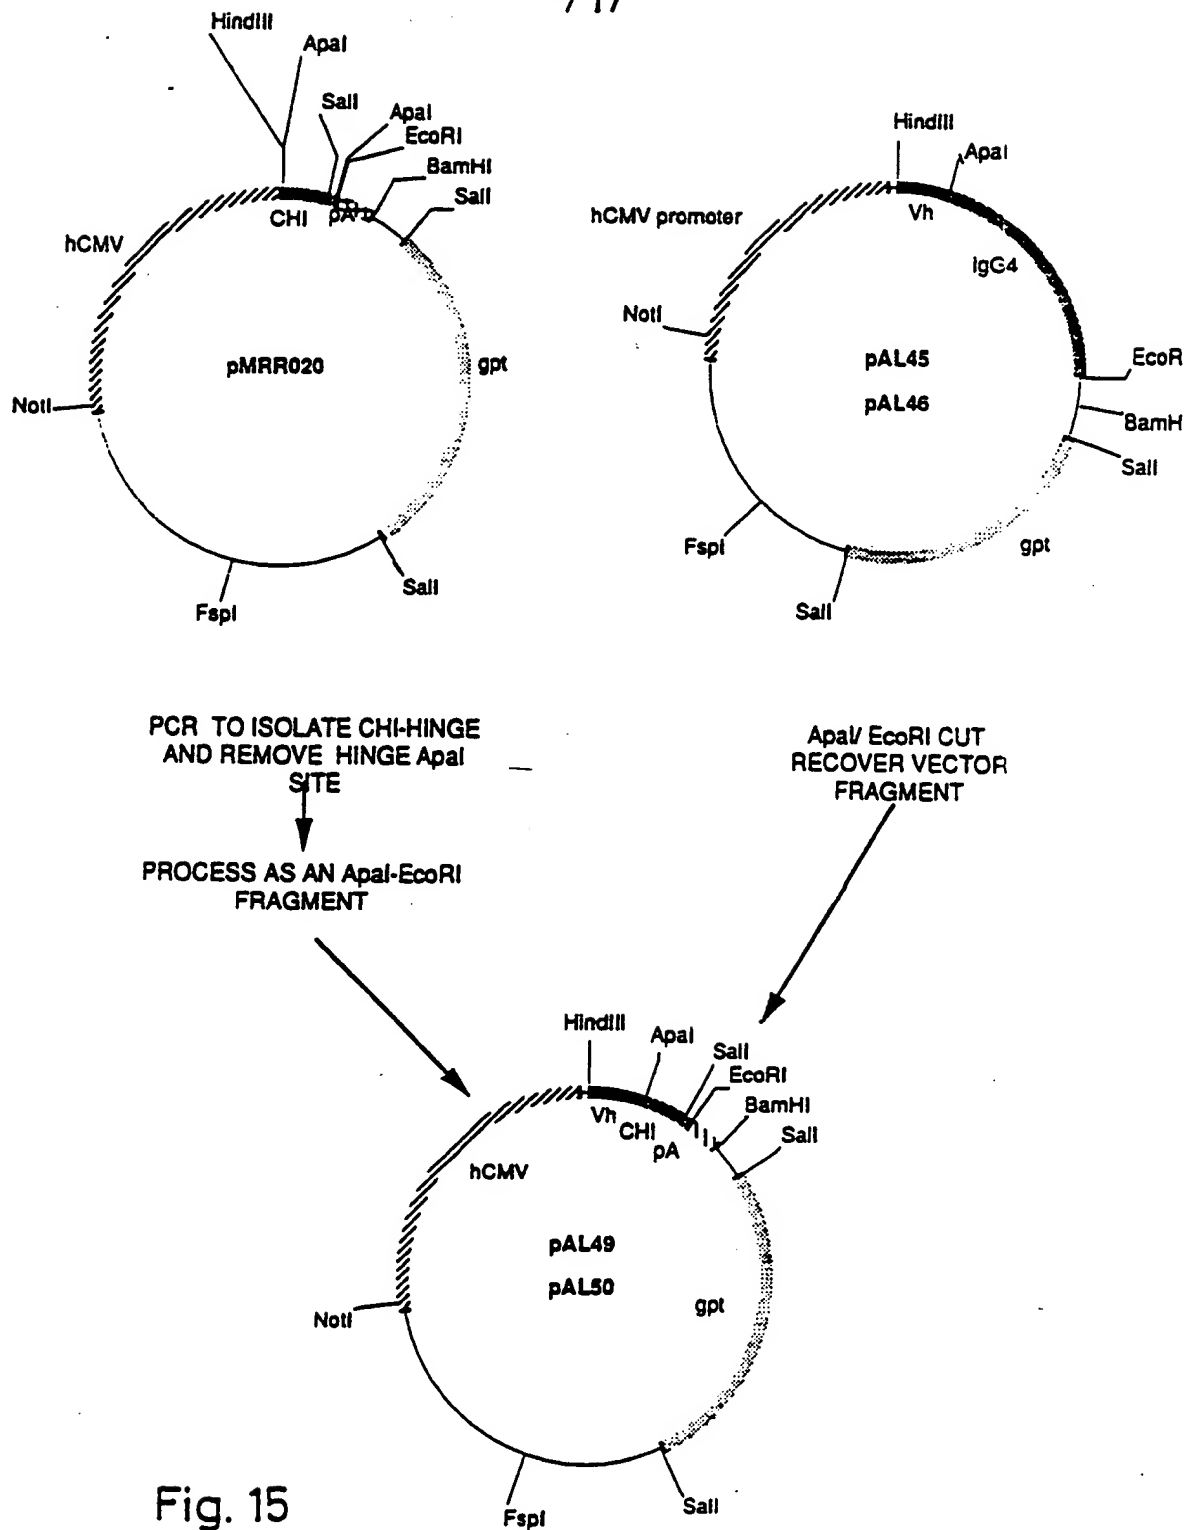 HindIII
ApaI
SalI
ApaI
EcoRI
BamHI
SalI
CHI
pA
hCMV
pMRR020
gpt
NotI
FspI
SalI
HindIII
ApaI
Vh
hCMV promoter
IgG4
NotI
pAL45
pAL46
EcoR
BamH
SalI
FspI
gpt
SalI
PCR TO ISOLATE CHI-HINGE
AND REMOVE HINGE ApaI
SITE
PROCESS AS AN ApaI-EcoRI
FRAGMENT
ApaI/ EcoRI CUT
RECOVER VECTOR
FRAGMENT
HindIII
ApaI
SalI
EcoRI
BamHI
SalI
Vh
CHI
pA
hCMV
pAL49
pAL50
gpt
NotI
FspI
SalI
Fig. 15